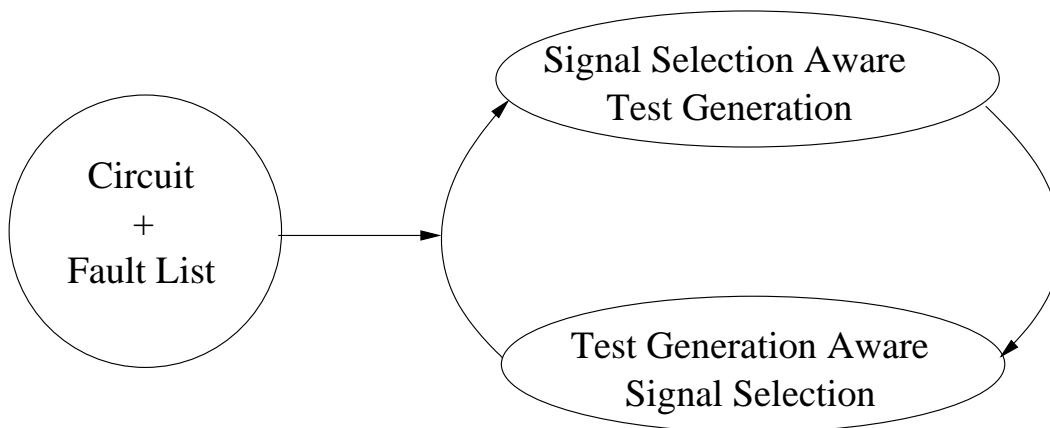 Circuit
+
Fault List
Signal Selection Aware
Test Generation
Test Generation Aware
Signal Selection